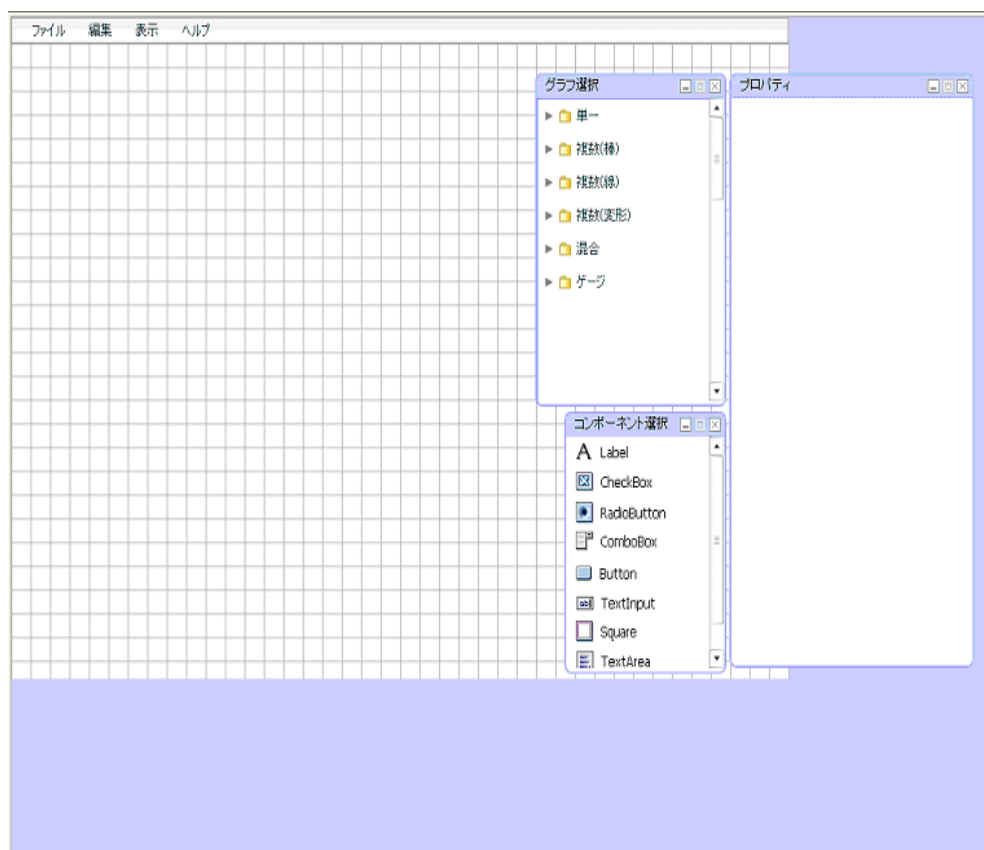 ファイル 編集 表示 ヘルプ
グラフ選択
単一
複数(棒)
複数(線)
複数(変形)
混合
ゲージ
コンポーネント選択
Label
CheckBox
RadioButton
ComboBox
Button
TextInput
Square
TextArea
プロパティ